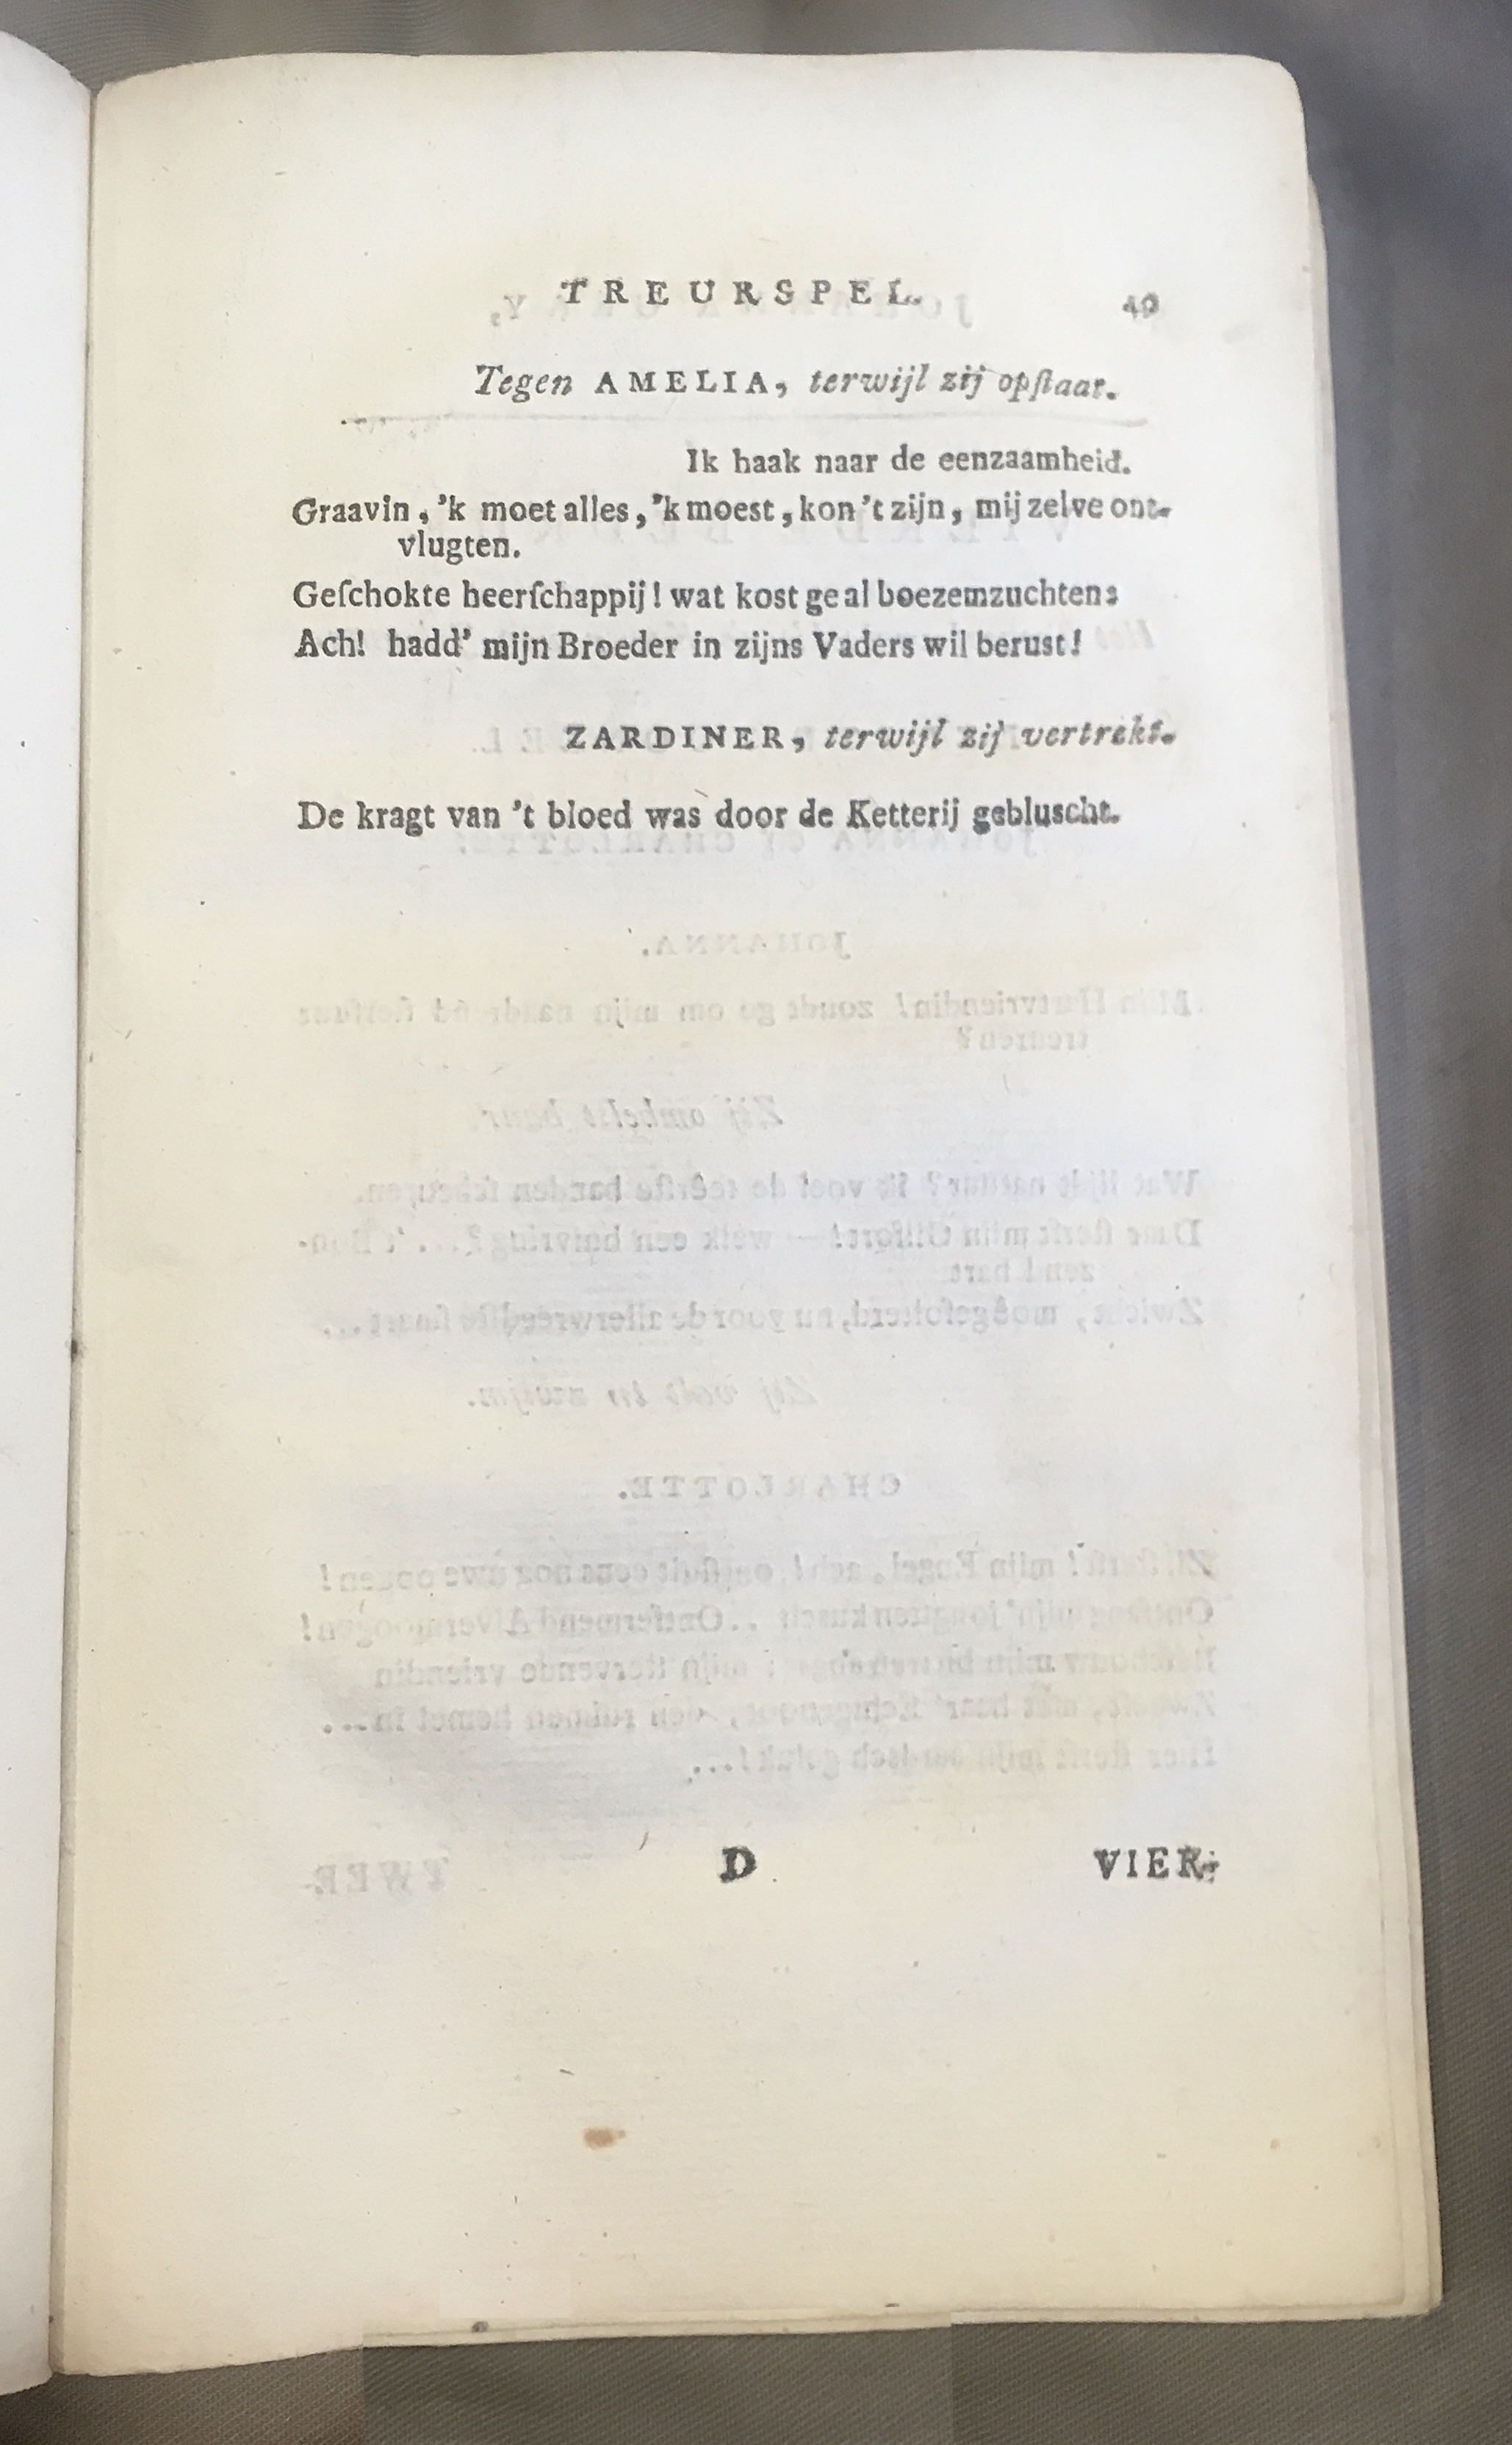 TREURSPEL. 49
Tegen AMELIA, terwijl zij opſtaat.
Ik haak naar de eenzaamheid.
Graavin, 'k moet alles, 'k moest, kon 't zijn, mij zelve ont-
vlugten.
Geſchokte heerſchappij! wat kost ge al boezemzuchten:
Ach! hadd' mijn Broeder in zijns Vaders wil berust!
ZARDINER, terwijl zij vertrekt.
De kragt van 't bloed was door de Ketterij gebluscht.
D VIER-